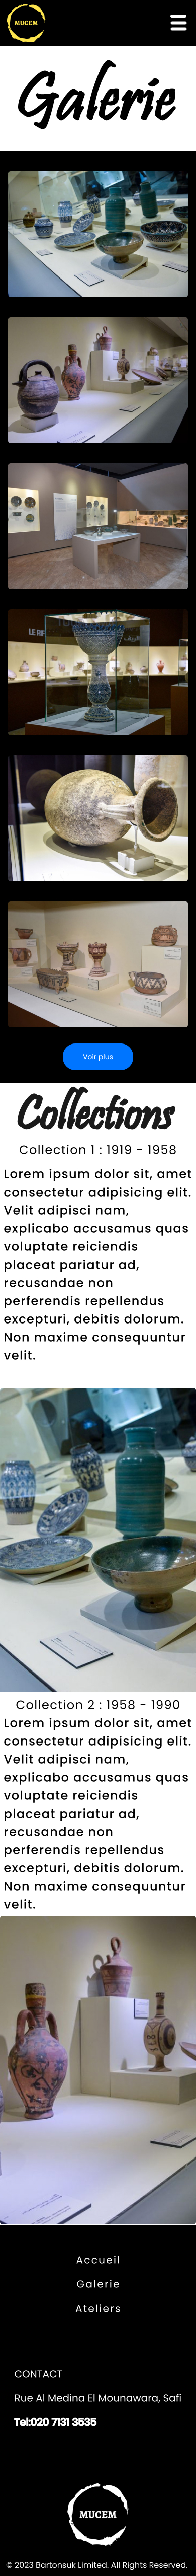 MUCEM
Galerie
LE RIF
الريف
Voir plus
Collections
Collection 1 : 1919 - 1958
Lorem ipsum dolor sit, amet
consectetur adipisicing elit.
Velit adipisci nam,
explicabo accusamus quas
voluptate reiciendis
placeat pariatur ad,
recusandae non
perferendis repellendus
excepturi, debitis dolorum.
Non maxime consequuntur
velit.
Collection 2 : 1958 - 1990
Lorem ipsum dolor sit, amet
consectetur adipisicing elit.
Velit adipisci nam,
explicabo accusamus quas
voluptate reiciendis
placeat pariatur ad,
recusandae non
perferendis repellendus
excepturi, debitis dolorum.
Non maxime consequuntur
velit.
Accueil
Galerie
Ateliers
CONTACT
Rue Al Medina El Mounawara, Safi
Tel:020 7131 3535
MUCEM
© 2023 Bartonsuk Limited. All Rights Reserved.